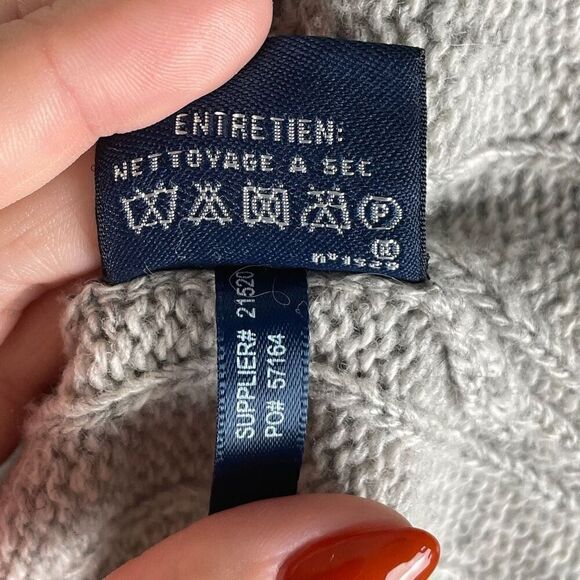 ENTRETIEN:
NETTOYAGE A SEC
P
SUPPLIER# 21520
PO# 57164